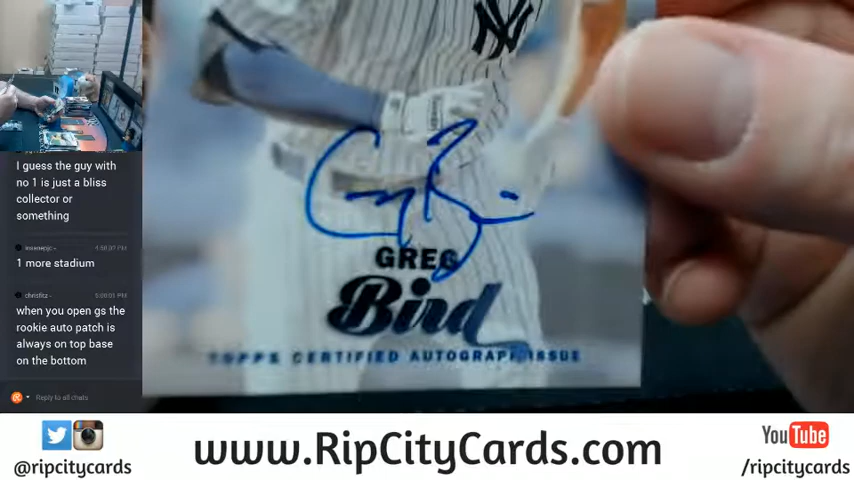 I guess the guy with
no 1 is just a bliss
collector or
something
1 more stadium
christficz -
when you open gs the
rookie auto patch is
always on top base
on the bottom
Reply to all chats
NY
GREG
Bird
TOPPS CERTIFIED AUTOGRAPH ISSUE
@ripcitycards
www.RipCityCards.com
YouTube
/ripcitycards